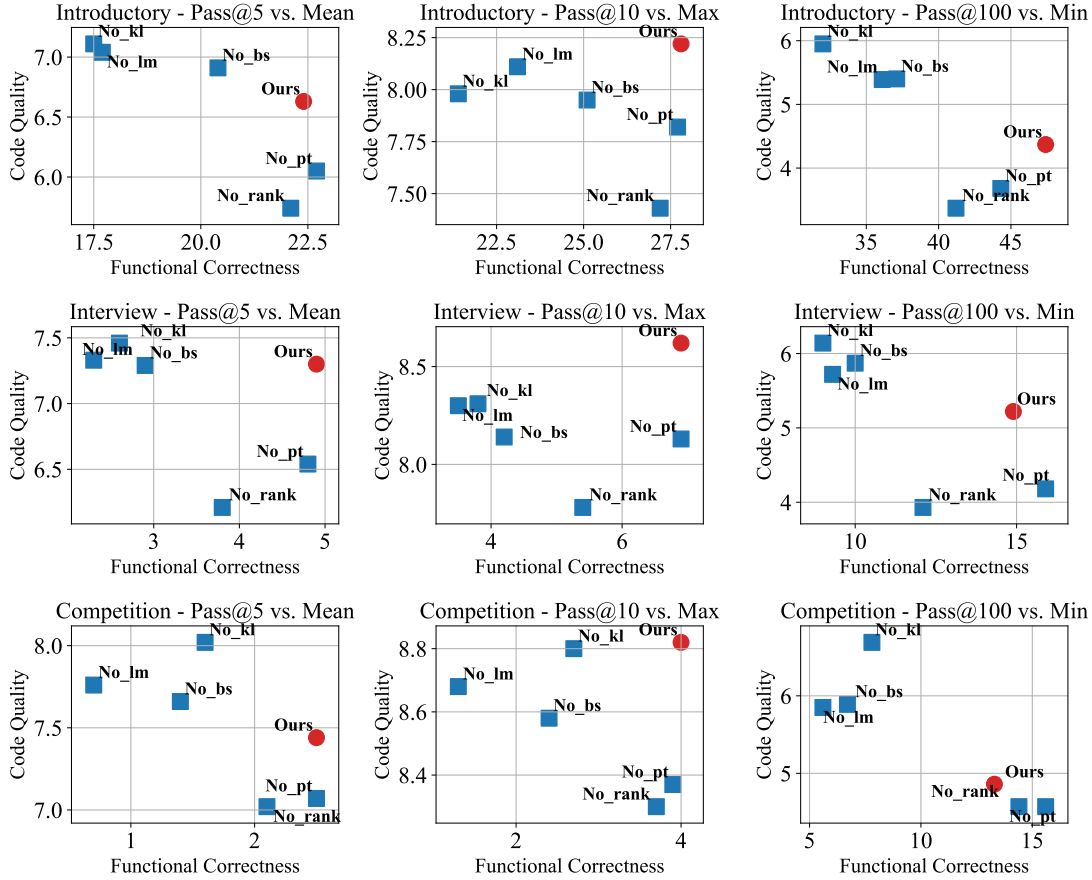 Introductory - Pass@5 vs. Mean
Code Quality
7.0
6.5
6.0
No_kl
No_lm
No_bs
Ours
No_pt
No_rank
17.5 20.0 22.5
Functional Correctness
Introductory - Pass@10 vs. Max
Code Quality
8.25
8.00
7.75
7.50
Ours
No_lm
No_kl
No_bs
No_pt
No_rank
22.5 25.0 27.5
Functional Correctness
Introductory - Pass@100 vs. Min
Code Quality
6
5
4
No_kl
No_lm
No_bs
Ours
No_pt
No_rank
35 40 45
Functional Correctness
Interview - Pass@5 vs. Mean
Code Quality
7.5
7.0
6.5
No_kl
No_lm
No_bs
Ours
No_pt
No_rank
3 4 5
Functional Correctness
Interview - Pass@10 vs. Max
Code Quality
8.5
8.0
Ours
No_kl
No_lm
No_bs
No_pt
No_rank
4 6
Functional Correctness
Interview - Pass@100 vs. Min
Code Quality
6
5
4
No_kl
No_bs
No_lm
Ours
No_pt
No_rank
10 15
Functional Correctness
Competition - Pass@5 vs. Mean
Code Quality
8.0
7.5
7.0
No_kl
No_lm
No_bs
Ours
No_pt
No_rank
1 2
Functional Correctness
Competition - Pass@10 vs. Max
Code Quality
8.8
8.6
8.4
Ours
No_kl
No_lm
No_bs
No_pt
No_rank
2 4
Functional Correctness
Competition - Pass@100 vs. Min
Code Quality
6
5
No_kl
No_bs
No_lm
Ours
No_rank
No_pt
5 10 15
Functional Correctness